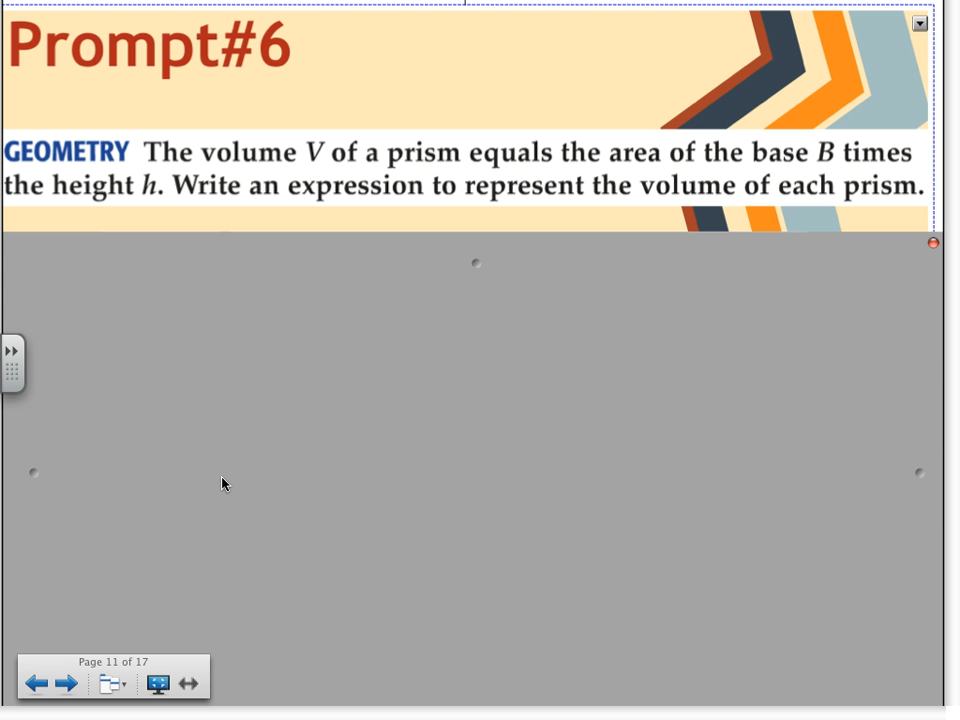 Prompt#6
GEOMETRY The volume V of a prism equals the area of the base B times
the height h. Write an expression to represent the volume of each prism.
Page 11 of 17